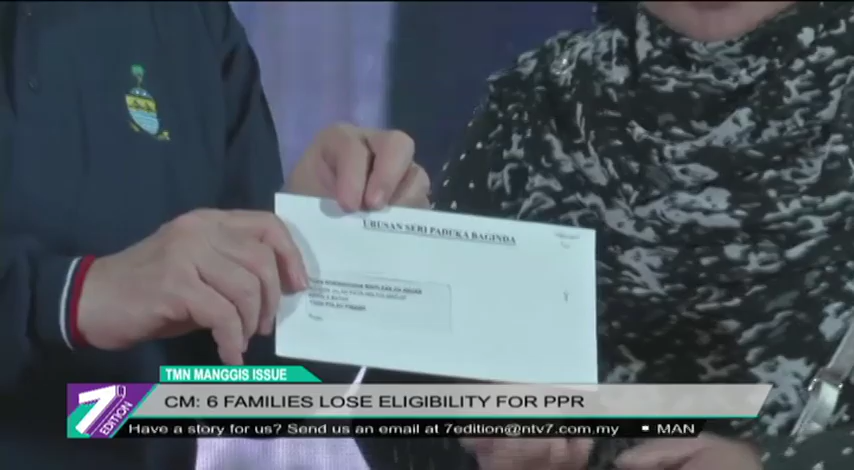 URUSAN SERI PADUKA BAGINDA
TMN MANGGIS ISSUE
7 EDITION
CM: 6 FAMILIES LOSE ELIGIBILITY FOR PPR
Have a story for us? Send us an email at 7edition@ntv7.com.my ▪ MAN